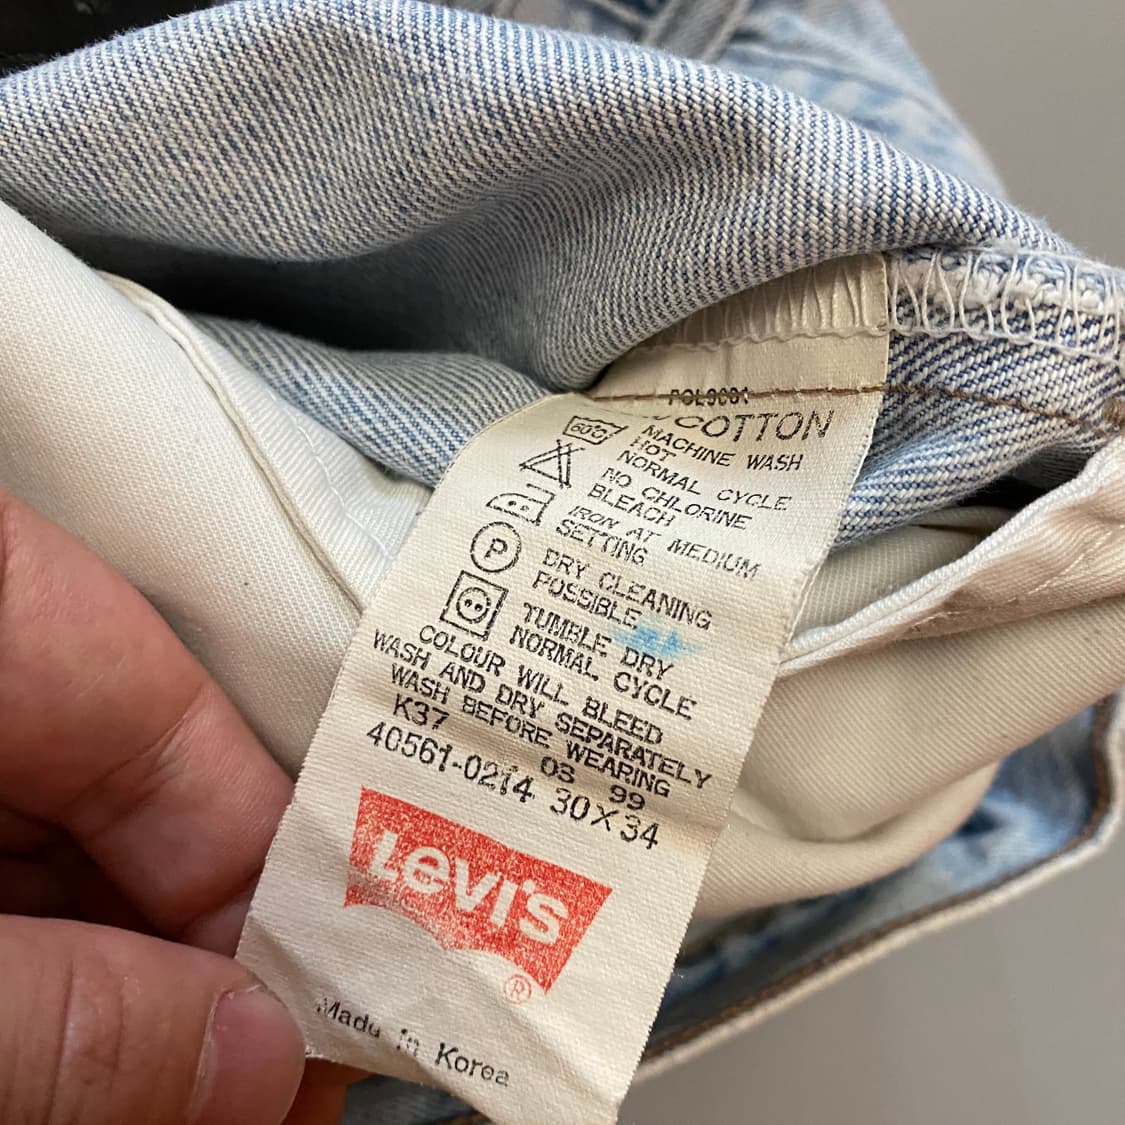 COTTON
60°C
MACHINE WASH
HOT
NORMAL CYCLE
NO CHLORINE
BLEACH
IRON AT MEDIUM
SETTING
P
DRY CLEANING
POSSIBLE
TUMBLE DRY
NORMAL CYCLE
COLOUR WILL BLEED
WASH AND DRY SEPARATELY
WASH BEFORE WEARING
K37 08 99
40561-0214 30X34
LEVI'S
®
Made in Korea